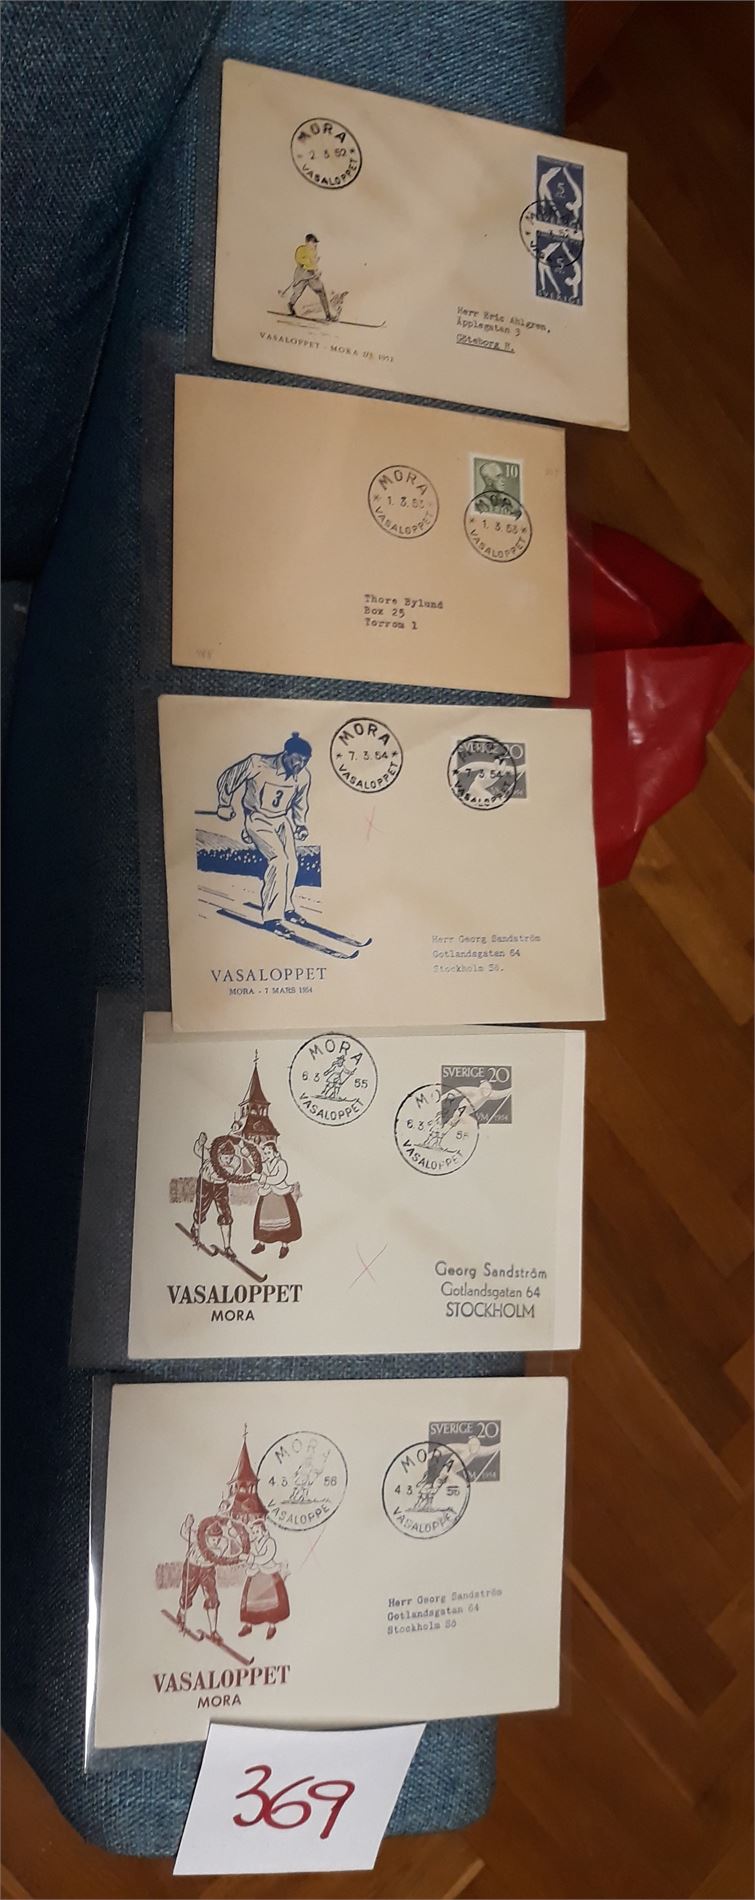 MORA
2.3.52
VASALOPPET
5
SVERIGE
VASALOPPET - MORA 2/3 1952
Herr Eric Ahlgren,
Äpplegatan 3
Göteborg H.
10
MORA
1.3.53
VASALOPPET
MORA
1.3.53
VASALOPPET
Thore Bylund
Box 25
Torrom 1
3
MORA
7.3.54
VASALOPPET
SVERIGE 20
7.3.54
VASALOPPET
1954
Herr Georg Sandström
Gotlandsgatan 64
Stockholm Sö.
VASALOPPET
MORA - 7 MARS 1954
MORA
6.3 55
VASALOPPET
SVERIGE 20
VM 1954
MORA
6.3 55
VASALOPPET
Georg Sandström
Gotlandsgatan 64
STOCKHOLM
VASALOPPET
MORA
MORA
4.3 56
VASALOPPET
SVERIGE 20
VM 1954
MORA
4.3 56
VASALOPPET
Herr Georg Sandström
Gotlandsgatan 64
Stockholm Sö
VASALOPPET
MORA
369